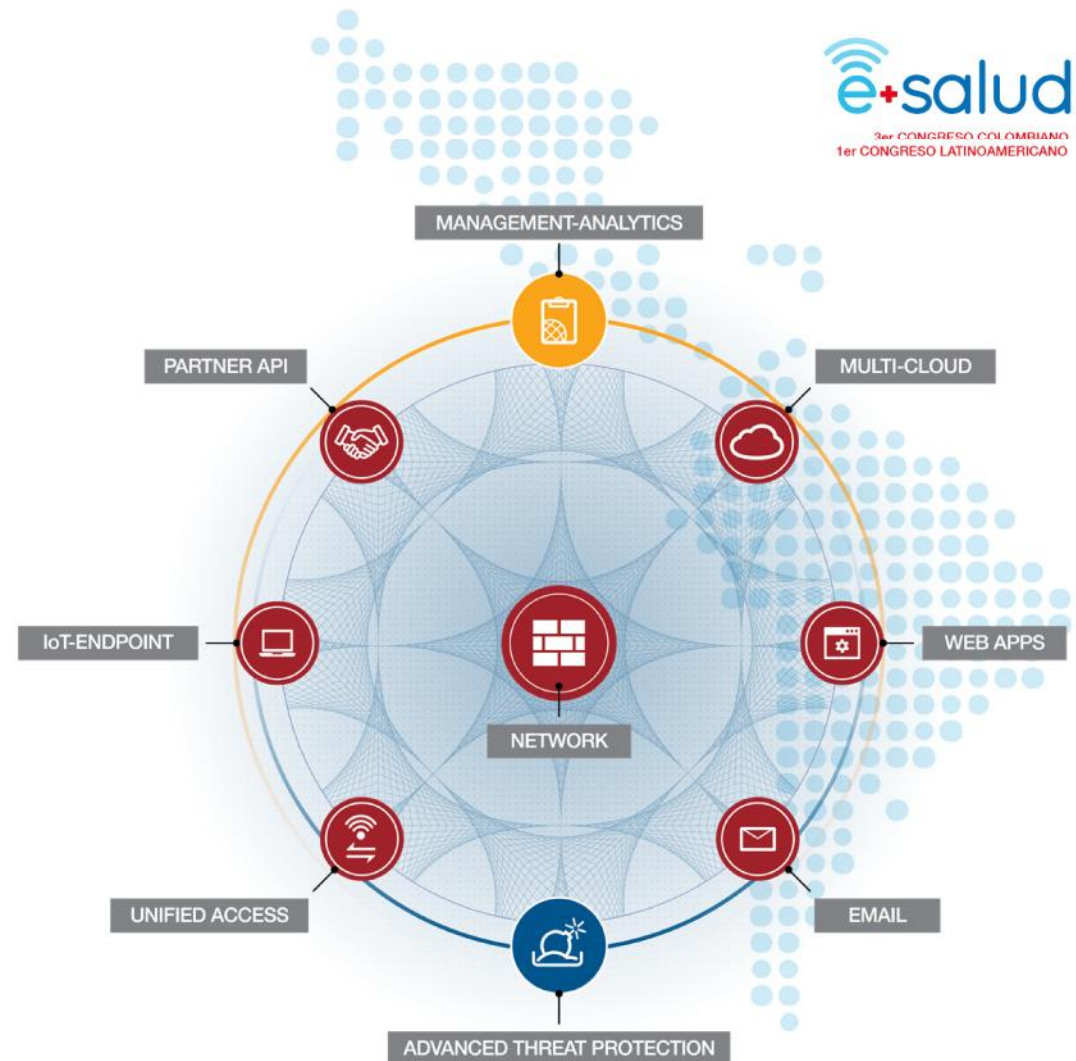 e+salud
3er CONGRESO COLOMBIANO
1er CONGRESO LATINOAMERICANO
MANAGEMENT-ANALYTICS
PARTNER API
MULTI-CLOUD
IoT-ENDPOINT
WEB APPS
NETWORK
UNIFIED ACCESS
EMAIL
ADVANCED THREAT PROTECTION